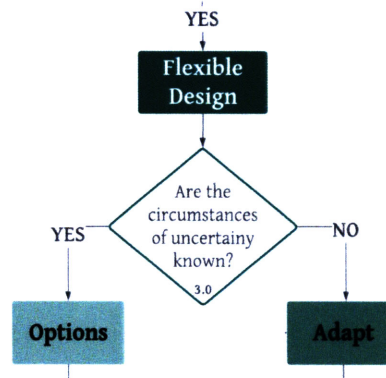 YES
Flexible
Design
Are the
circumstances
of uncertainy
known?
3.0
YES
NO
Options
Adapt